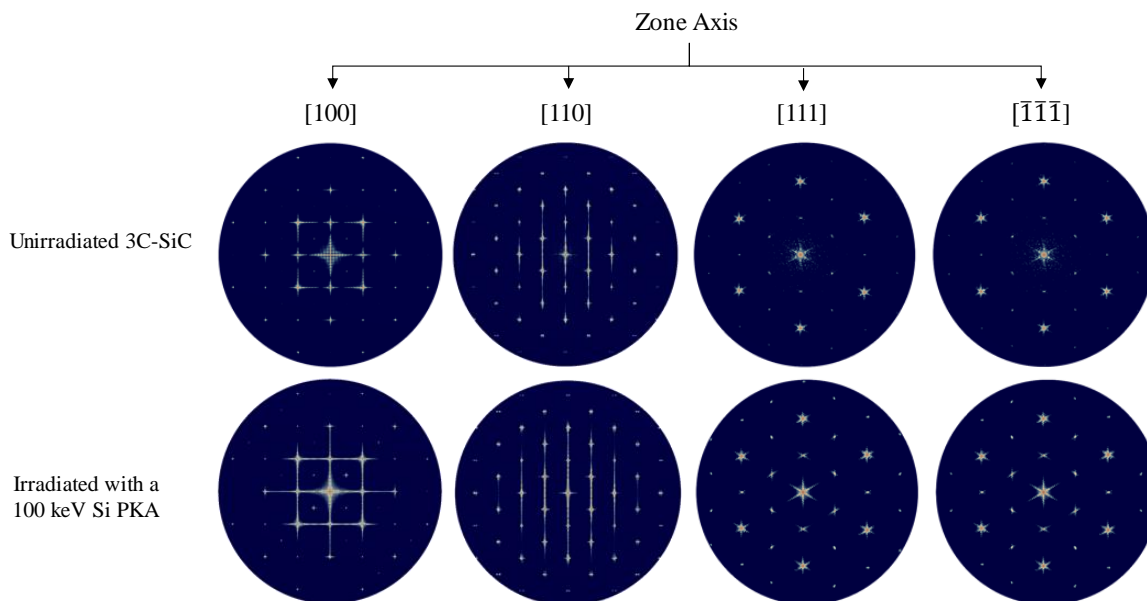 Zone Axis
[100]
[110]
[111]
[1̅1̅1̅]
Unirradiated 3C-SiC
Irradiated with a
100 keV Si PKA